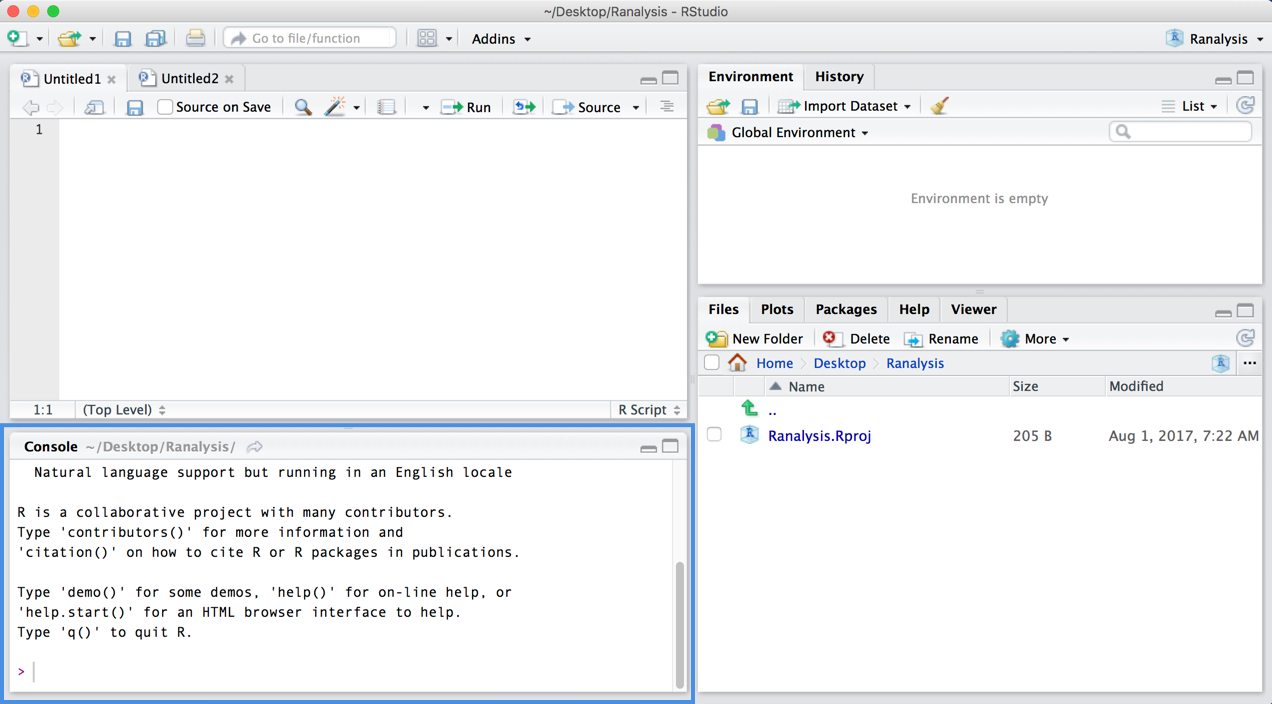 ~/Desktop/Ranalysis - RStudio
Go to file/function
Addins
Ranalysis
Untitled1
Untitled2
Source on Save
Run
Source
1
1:1
(Top Level)
R Script
Console ~/Desktop/Ranalysis/
Natural language support but running in an English locale
R is a collaborative project with many contributors.
Type 'contributors()' for more information and
'citation()' on how to cite R or R packages in publications.
Type 'demo()' for some demos, 'help()' for on-line help, or
'help.start()' for an HTML browser interface to help.
Type 'q()' to quit R.
>
Environment History
Import Dataset List
Global Environment
Environment is empty
Files Plots Packages Help Viewer
New Folder Delete Rename More
Home Desktop Ranalysis
Name Size Modified
..
Ranalysis.Rproj 205 B Aug 1, 2017, 7:22 AM